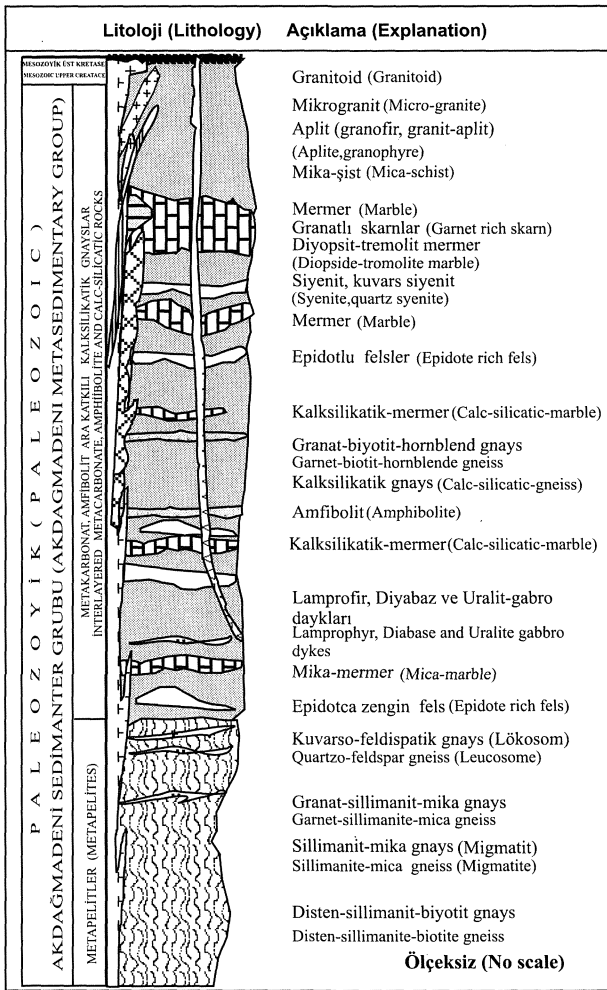 Litoloji (Lithology) Açıklama (Explanation)
MESOZOYİK ÜST KRETASE
MESOZOIC UPPER CREATACE
PALEOZOYİK (PALEOZOIC)
AKDAĞMADENİ SEDİMANTER GRUBU (AKDAGMADENI METASEDIMENTARY GROUP)
METAKARBONAT, AMFİBOLİT ARA KATKILI KALKSİLİKATİK GNAYSLAR
INTERLAYERED METACARBONATE, AMPHIIBOLITE AND CALC-SILICATIC ROCKS
METAPELİTLER (METAPELITES)
Granitoid (Granitoid)
Mikrogranit (Micro-granite)
Aplit (granofir, granit-aplit)
(Aplite,granophyre)
Mika-şist (Mica-schist)
Mermer (Marble)
Granatlı skarnlar (Garnet rich skarn)
Diyopsit-tremolit mermer
(Diopside-tromolite marble)
Siyenit, kuvars siyenit
(Syenite,quartz syenite)
Mermer (Marble)
Epidotlu felsler (Epidote rich fels)
Kalksilikatik-mermer (Calc-silicatic-marble)
Granat-biyotit-hornblend gnays
Garnet-biotit-hornblende gneiss
Kalksilikatik gnays (Calc-silicatic-gneiss)
Amfibolit (Amphibolite)
Kalksilikatik-mermer (Calc-silicatic-marble)
Lamprofir, Diyabaz ve Uralit-gabro
daykları
Lamprophyr, Diabase and Uralite gabbro
dykes
Mika-mermer (Mica-marble)
Epidotca zengin fels (Epidote rich fels)
Kuvarso-feldispatik gnays (Lökosom)
Quartzo-feldspar gneiss (Leucosome)
Granat-sillimanit-mika gnays
Garnet-sillimanite-mica gneiss
Sillimanit-mika gnays (Migmatit)
Sillimanite-mica gneiss (Migmatite)
Disten-sillimanit-biyotit gnays
Disten-sillimanite-biotite gneiss
Ölçeksiz (No scale)